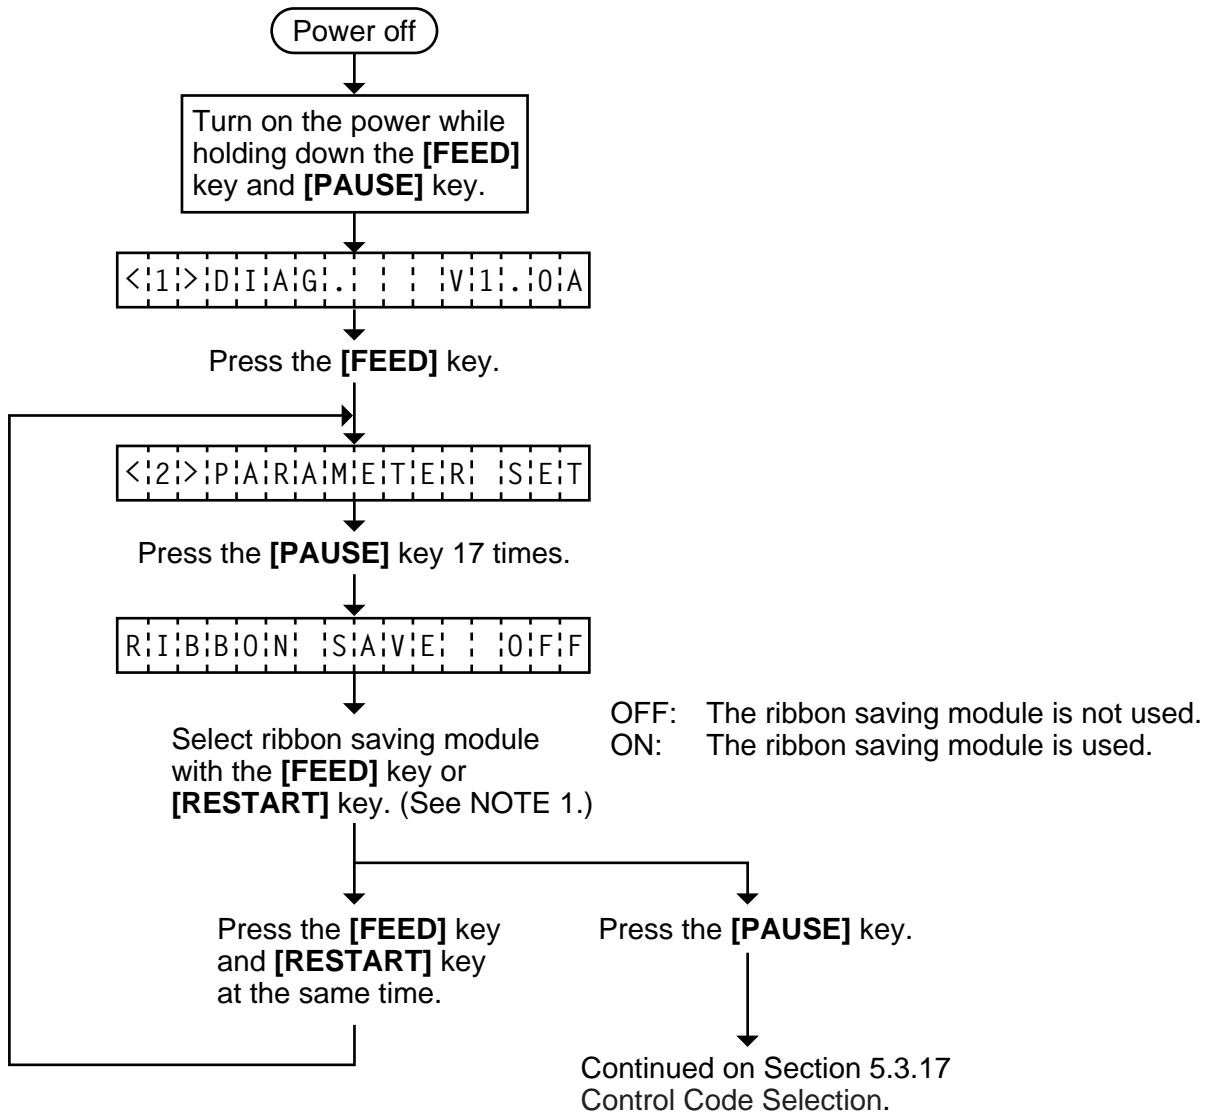 Power off
Turn on the power while
holding down the [FEED]
key and [PAUSE] key.
<1>DIAG.   V1.0A
Press the [FEED] key.
<2>PARAMETER SET
Press the [PAUSE] key 17 times.
RIBBON SAVE  OFF
OFF: The ribbon saving module is not used.
ON: The ribbon saving module is used.
Select ribbon saving module
with the [FEED] key or
[RESTART] key. (See NOTE 1.)
Press the [FEED] key
and [RESTART] key
at the same time.
Press the [PAUSE] key.
Continued on Section 5.3.17
Control Code Selection.